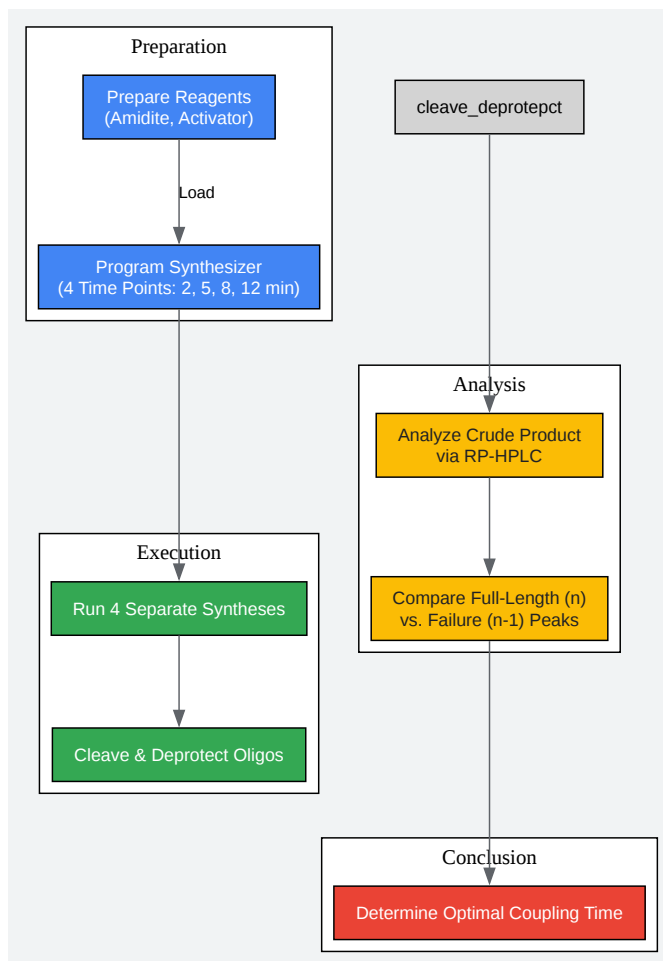 Preparation
Prepare Reagents
(Amidite, Activator)
Load
Program Synthesizer
(4 Time Points: 2, 5, 8, 12 min)
Execution
Run 4 Separate Syntheses
Cleave & Deprotect Oligos
cleave_deprotepct
Analysis
Analyze Crude Product
via RP-HPLC
Compare Full-Length (n)
vs. Failure (n-1) Peaks
Conclusion
Determine Optimal Coupling Time